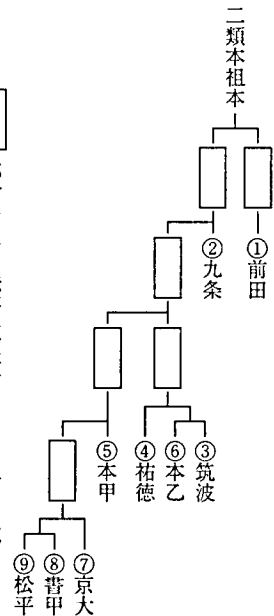 二類本祖本
①前田
②九条
③筑波
⑥本乙
④祐徳
⑤本甲
⑦京大
⑧書甲
⑨松平